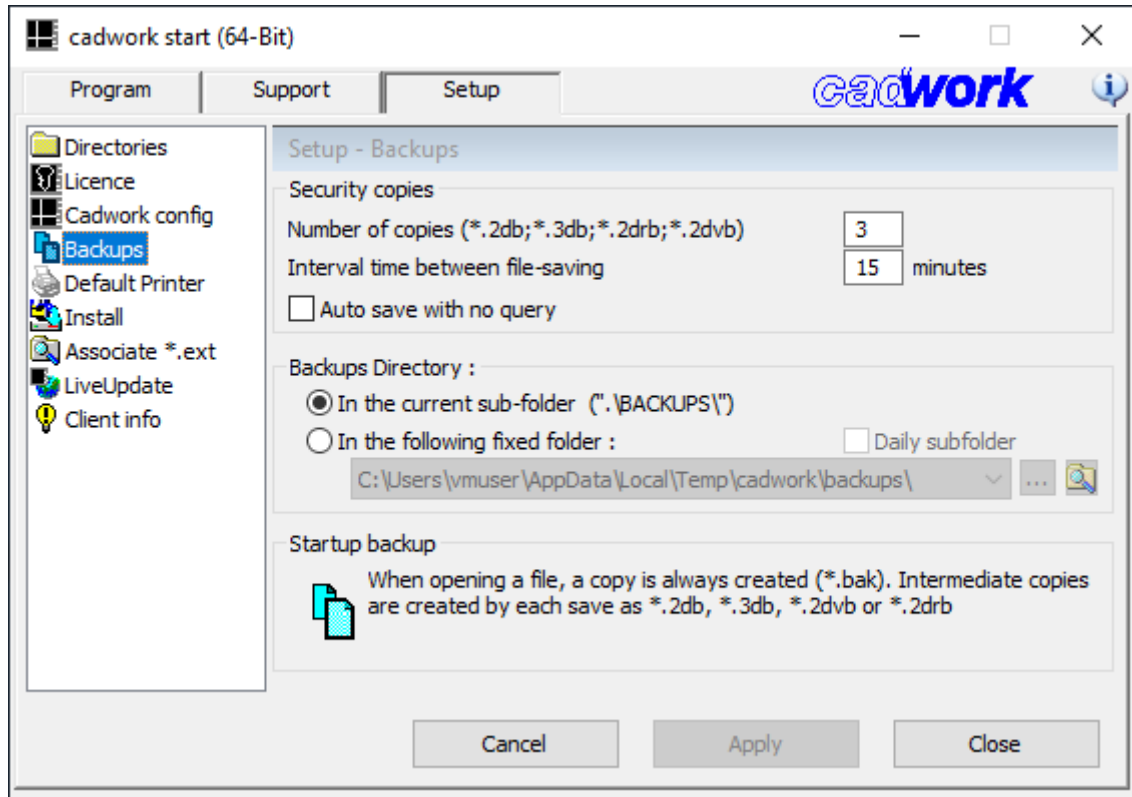 cadwork start (64-Bit)
Program
Support
Setup
cadwork
Directories
Licence
Cadwork config
Backups
Default Printer
Install
Associate *.ext
LiveUpdate
Client info
Setup - Backups
Security copies
Number of copies (*.2db;*.3db;*.2drb;*.2dvb) 3
Interval time between file-saving 15 minutes
Auto save with no query
Backups Directory :
In the current sub-folder (".\BACKUPS\")
In the following fixed folder : Daily subfolder
C:\Users\vmuser\AppData\Local\Temp\cadwork\backups\ ...
Startup backup
When opening a file, a copy is always created (*.bak). Intermediate copies
are created by each save as *.2db, *.3db, *.2dvb or *.2drb
Cancel
Apply
Close